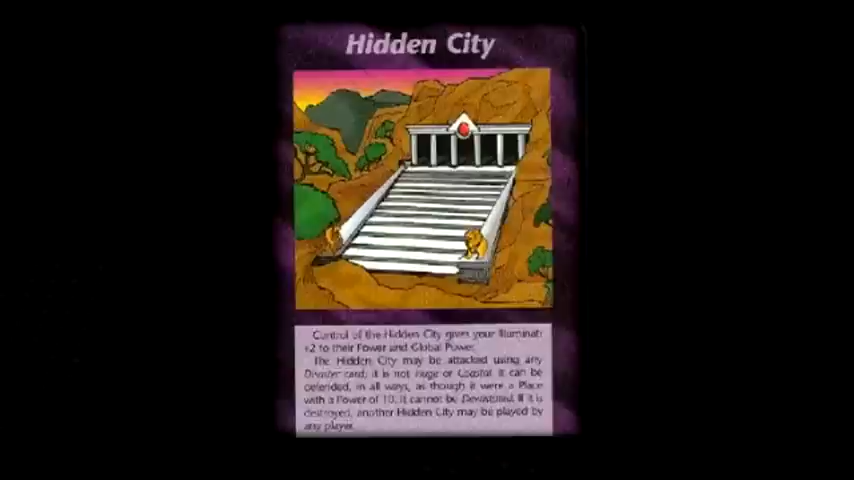 Hidden City
Control of the Hidden City gives your Illuminati
+2 to their Power and Global Power.
The Hidden City may be attacked using any
Disaster card; it is not Huge or Coastal. It can be
defended, in all ways, as though it were a Place
with a Power of 10. It cannot be Devastated. If it is
destroyed, another Hidden City may be played by
any player.